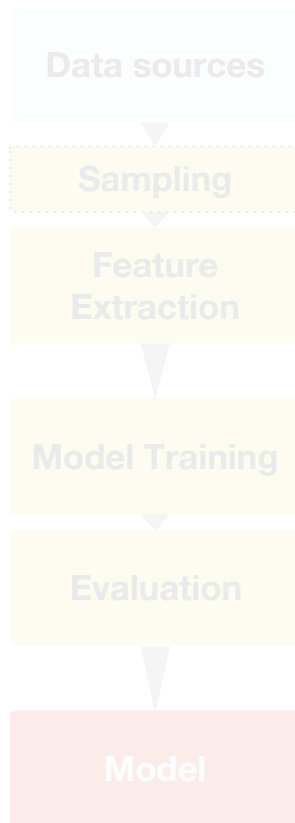 Data sources
Sampling
Feature
Extraction
Model Training
Evaluation
Model